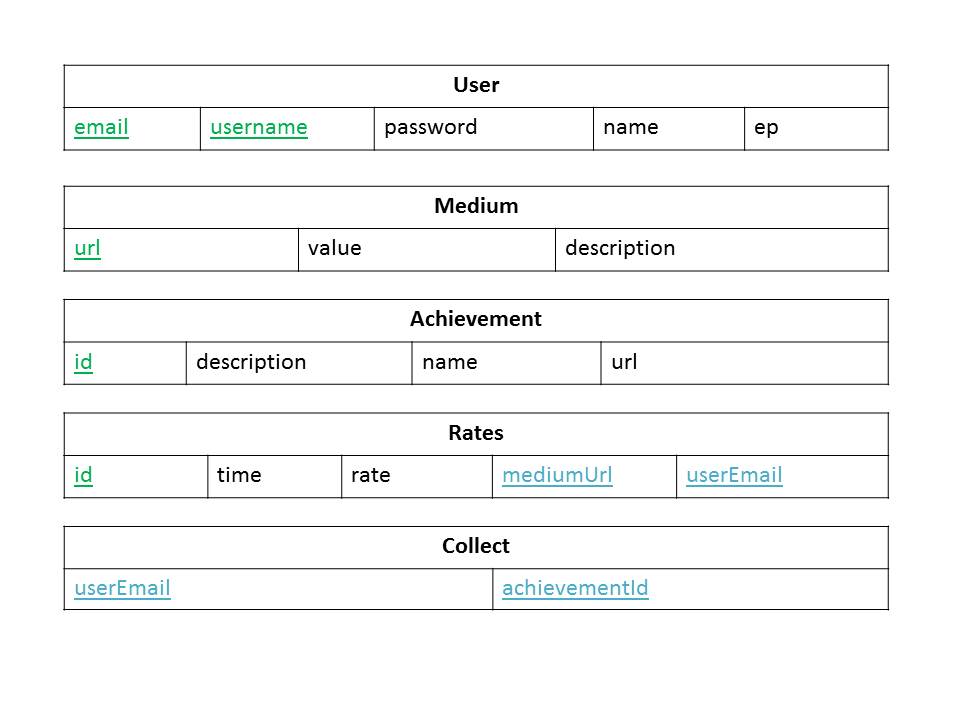 User
email username password name ep
Medium
url value description
Achievement
id description name url
Rates
id time rate mediumUrl userEmail
Collect
userEmail achievementId